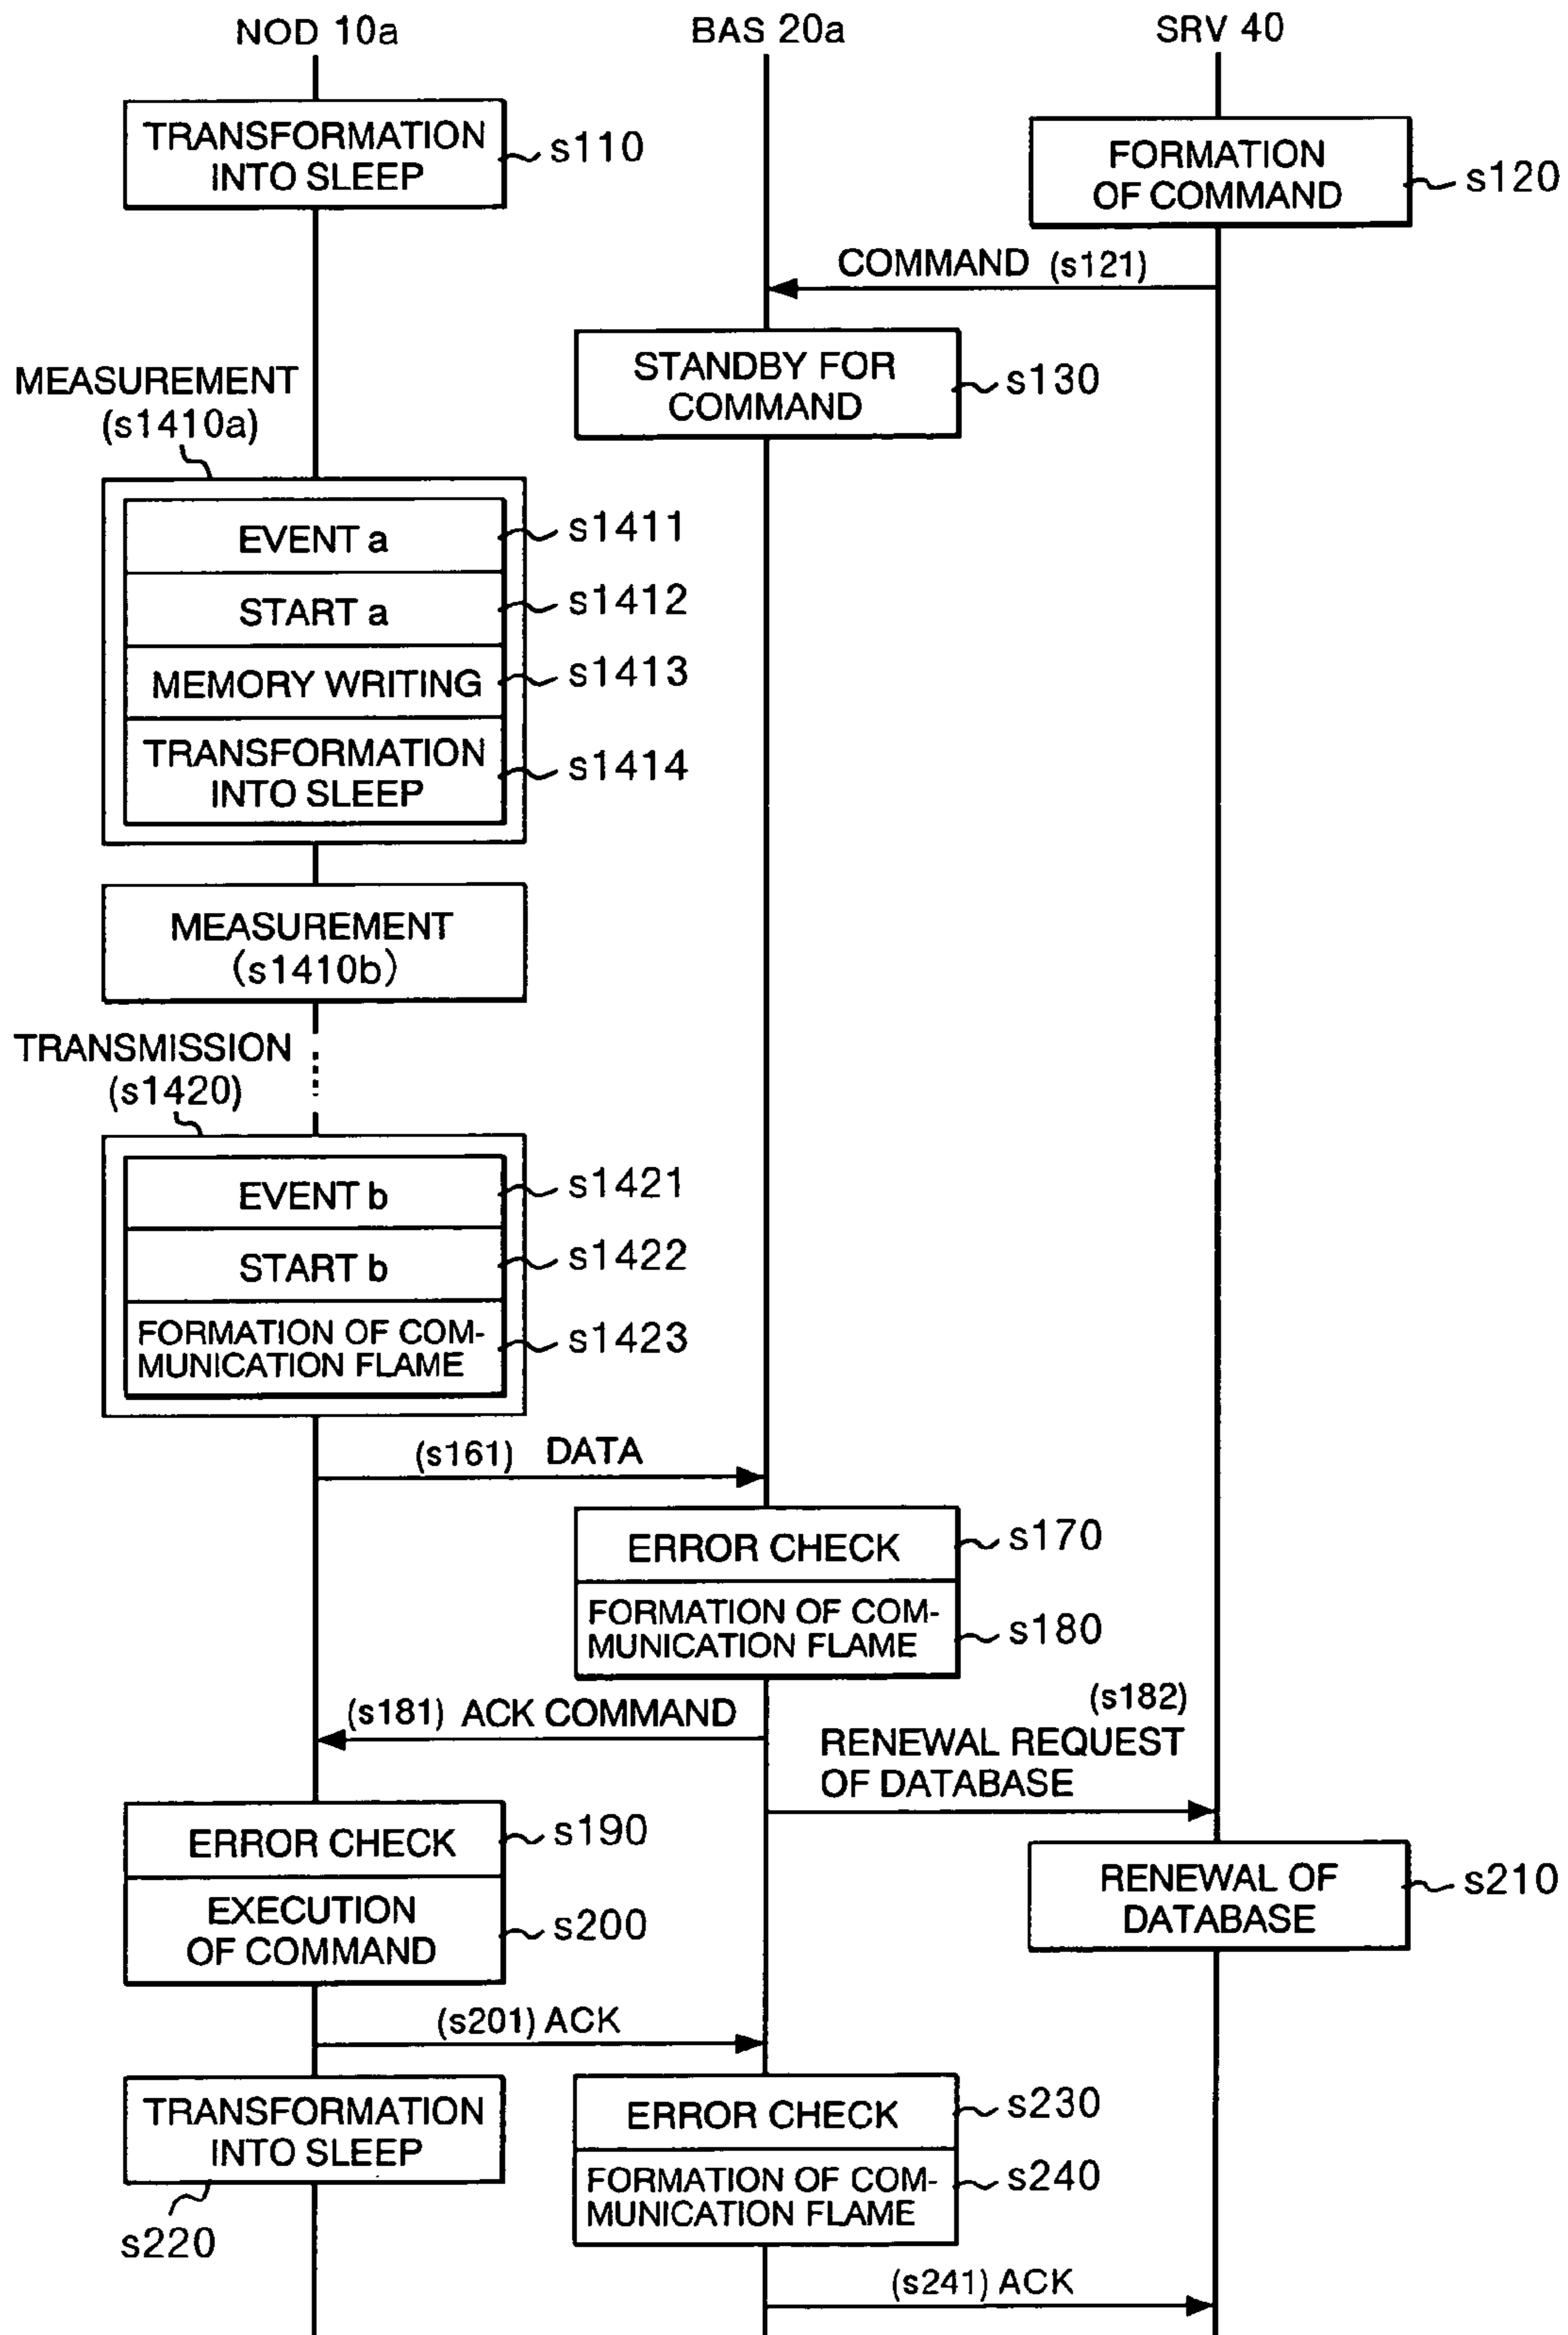 NOD 10a
BAS 20a
SRV 40
TRANSFORMATION
INTO SLEEP
s110
FORMATION
OF COMMAND
s120
COMMAND (s121)
STANDBY FOR
COMMAND
s130
MEASUREMENT
(s1410a)
EVENT a
s1411
START a
s1412
MEMORY WRITING
s1413
TRANSFORMATION
INTO SLEEP
s1414
MEASUREMENT
(s1410b)
TRANSMISSION
(s1420)
EVENT b
s1421
START b
s1422
FORMATION OF COM-
MUNICATION FLAME
s1423
(s161) DATA
ERROR CHECK
s170
FORMATION OF COM-
MUNICATION FLAME
s180
(s181) ACK COMMAND
(s182)
RENEWAL REQUEST
OF DATABASE
ERROR CHECK
s190
EXECUTION
OF COMMAND
s200
RENEWAL OF
DATABASE
s210
(s201) ACK
TRANSFORMATION
INTO SLEEP
s220
ERROR CHECK
s230
FORMATION OF COM-
MUNICATION FLAME
s240
(s241) ACK